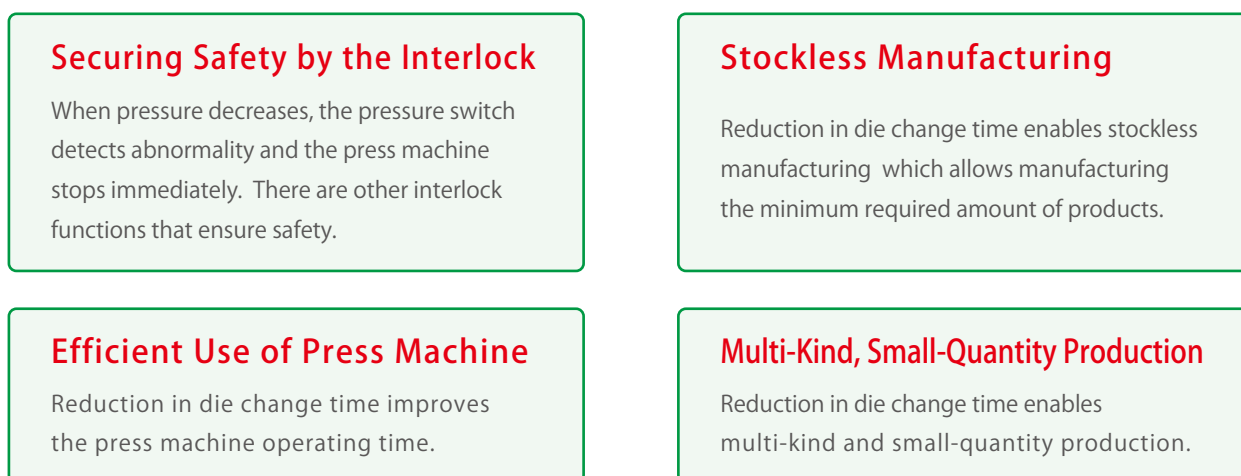 Securing Safety by the Interlock
When pressure decreases, the pressure switch
detects abnormality and the press machine
stops immediately.  There are other interlock
functions that ensure safety.
Stockless Manufacturing
Reduction in die change time enables stockless
manufacturing  which allows manufacturing
the minimum required amount of products.
Efficient Use of Press Machine
Reduction in die change time improves
the press machine operating time.
Multi-Kind, Small-Quantity Production
Reduction in die change time enables
multi-kind and small-quantity production.